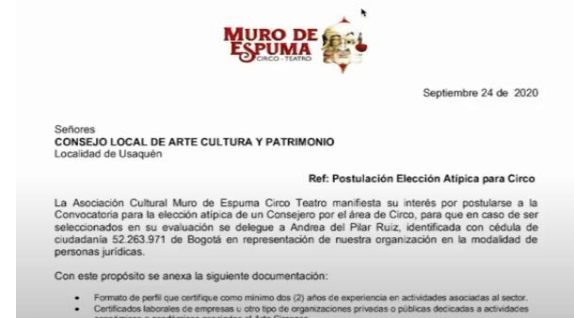 MURO DE
ESPUMA
CIRCO - TEATRO
Septiembre 24 de 2020
Señores
CONSEJO LOCAL DE ARTE CULTURA Y PATRIMONIO
Localidad de Usaquén
Ref: Postulación Elección Atípica para Circo
La Asociación Cultural Muro de Espuma Circo Teatro manifiesta su interés por postularse a la
Convocatoria para la elección atípica de un Consejero por el área de Circo, para que en caso de ser
seleccionados en su evaluación se delegue a Andrea del Pilar Ruiz, identificada con cédula de
ciudadanía 52.263.971 de Bogotá en representación de nuestra organización en la modalidad de
personas jurídicas.
Con este propósito se anexa la siguiente documentación:
• Formato de perfil que certifique como mínimo dos (2) años de experiencia en actividades asociadas al sector.
• Certificados laborales de empresas u otro tipo de organizaciones privadas o públicas dedicadas a actividades